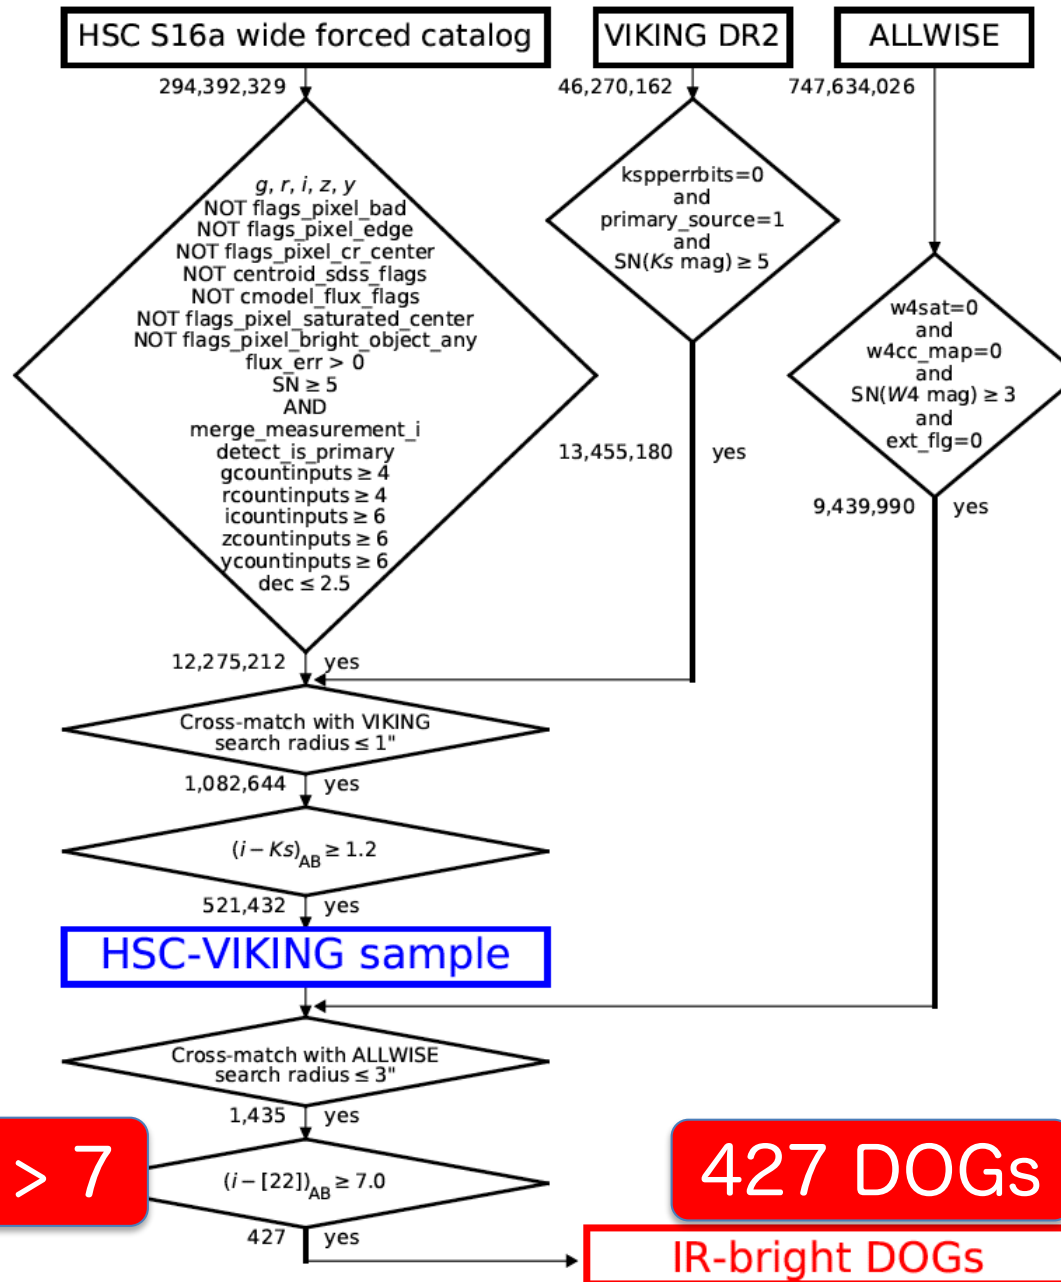 HSC S16a wide forced catalog
VIKING DR2
ALLWISE
294,392,329
46,270,162
747,634,026
g, r, i, z, y
NOT flags_pixel_bad
NOT flags_pixel_edge
NOT flags_pixel_cr_center
NOT centroid_sdss_flags
NOT cmodel_flux_flags
NOT flags_pixel_saturated_center
NOT flags_pixel_bright_object_any
flux_err > 0
SN ≥ 5
AND
merge_measurement_i
detect_is_primary
gcountinputs ≥ 4
rcountinputs ≥ 4
icountinputs ≥ 6
zcountinputs ≥ 6
ycountinputs ≥ 6
dec ≤ 2.5
kspperrbits=0
and
primary_source=1
and
SN(Ks mag) ≥ 5
w4sat=0
and
w4cc_map=0
and
SN(W4 mag) ≥ 3
and
ext_flg=0
13,455,180 yes
9,439,990 yes
12,275,212 yes
Cross-match with VIKING
search radius ≤ 1"
1,082,644 yes
(i − Ks)AB ≥ 1.2
521,432 yes
HSC-VIKING sample
Cross-match with ALLWISE
search radius ≤ 3"
1,435 yes
> 7
(i − [22])AB ≥ 7.0
427 DOGs
427 yes
IR-bright DOGs